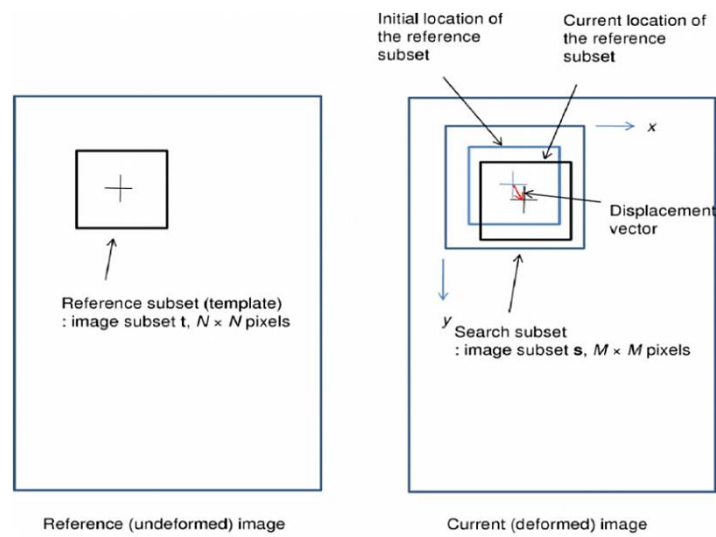 Initial location of
the reference
subset
Current location of
the reference
subset
x
Displacement
vector
Reference subset (template)
: image subset t, N × N pixels
y
Search subset
: image subset s, M × M pixels
Reference (undeformed) image
Current (deformed) image